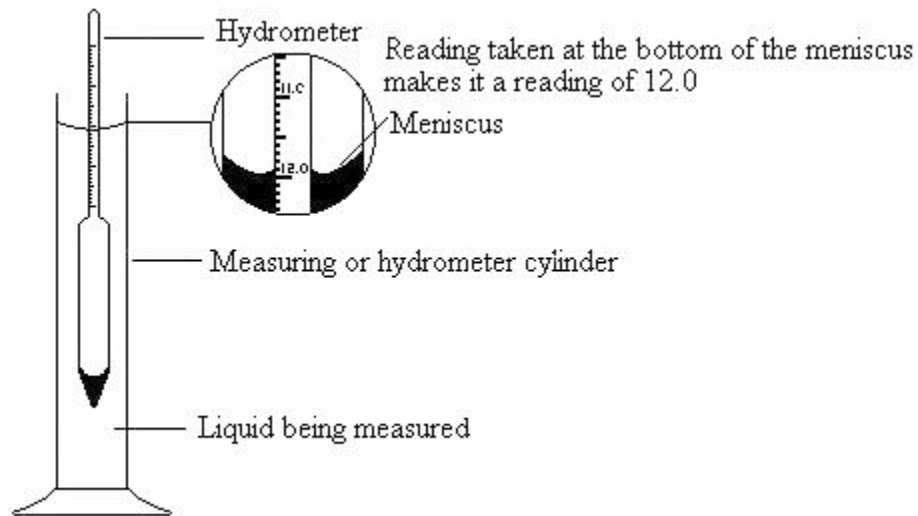 Hydrometer
Reading taken at the bottom of the meniscus
makes it a reading of 12.0
11.0
Meniscus
12.0
Measuring or hydrometer cylinder
Liquid being measured